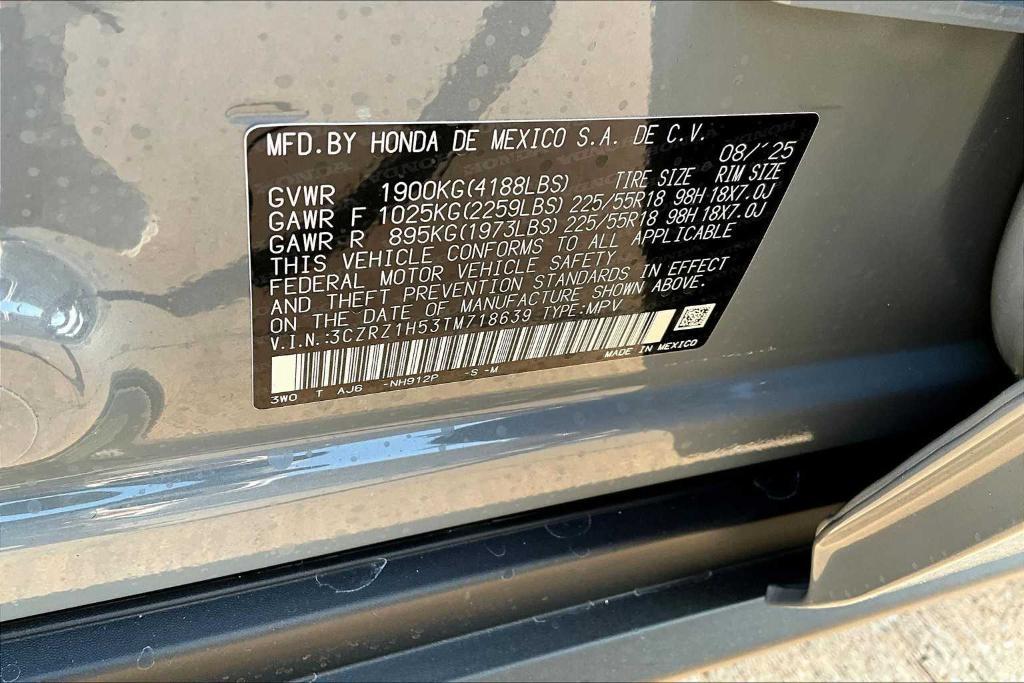 MFD.BY HONDA DE MEXICO S.A. DE C.V.
08/'25
GVWR 1900KG(4188LBS) TIRE SIZE RIM SIZE
GAWR F 1025KG(2259LBS) 225/55R18 98H 18X7.0J
GAWR R 895KG(1973LBS) 225/55R18 98H 18X7.0J
THIS VEHICLE CONFORMS TO ALL APPLICABLE
FEDERAL MOTOR VEHICLE SAFETY
AND THEFT PREVENTION STANDARDS IN EFFECT
ON THE DATE OF MANUFACTURE SHOWN ABOVE.
V.I.N.:3CZRZ1H53TM718639 TYPE:MPV
MADE IN MEXICO
3WO T AJ6 -NH912P -S -M